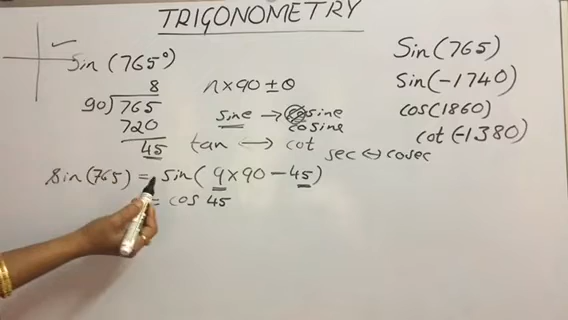 TRIGONOMETRY
Sin (765°)
8
90) 765
720
45
n×90 ± θ
sine → cosine
cosine
tan ↔ cot
sec ↔ cosec
Sin(765) = sin( 9 × 90 - 45)
= cos 45
Sin(765)
Sin(-1740)
cos(1860)
cot (-1380)